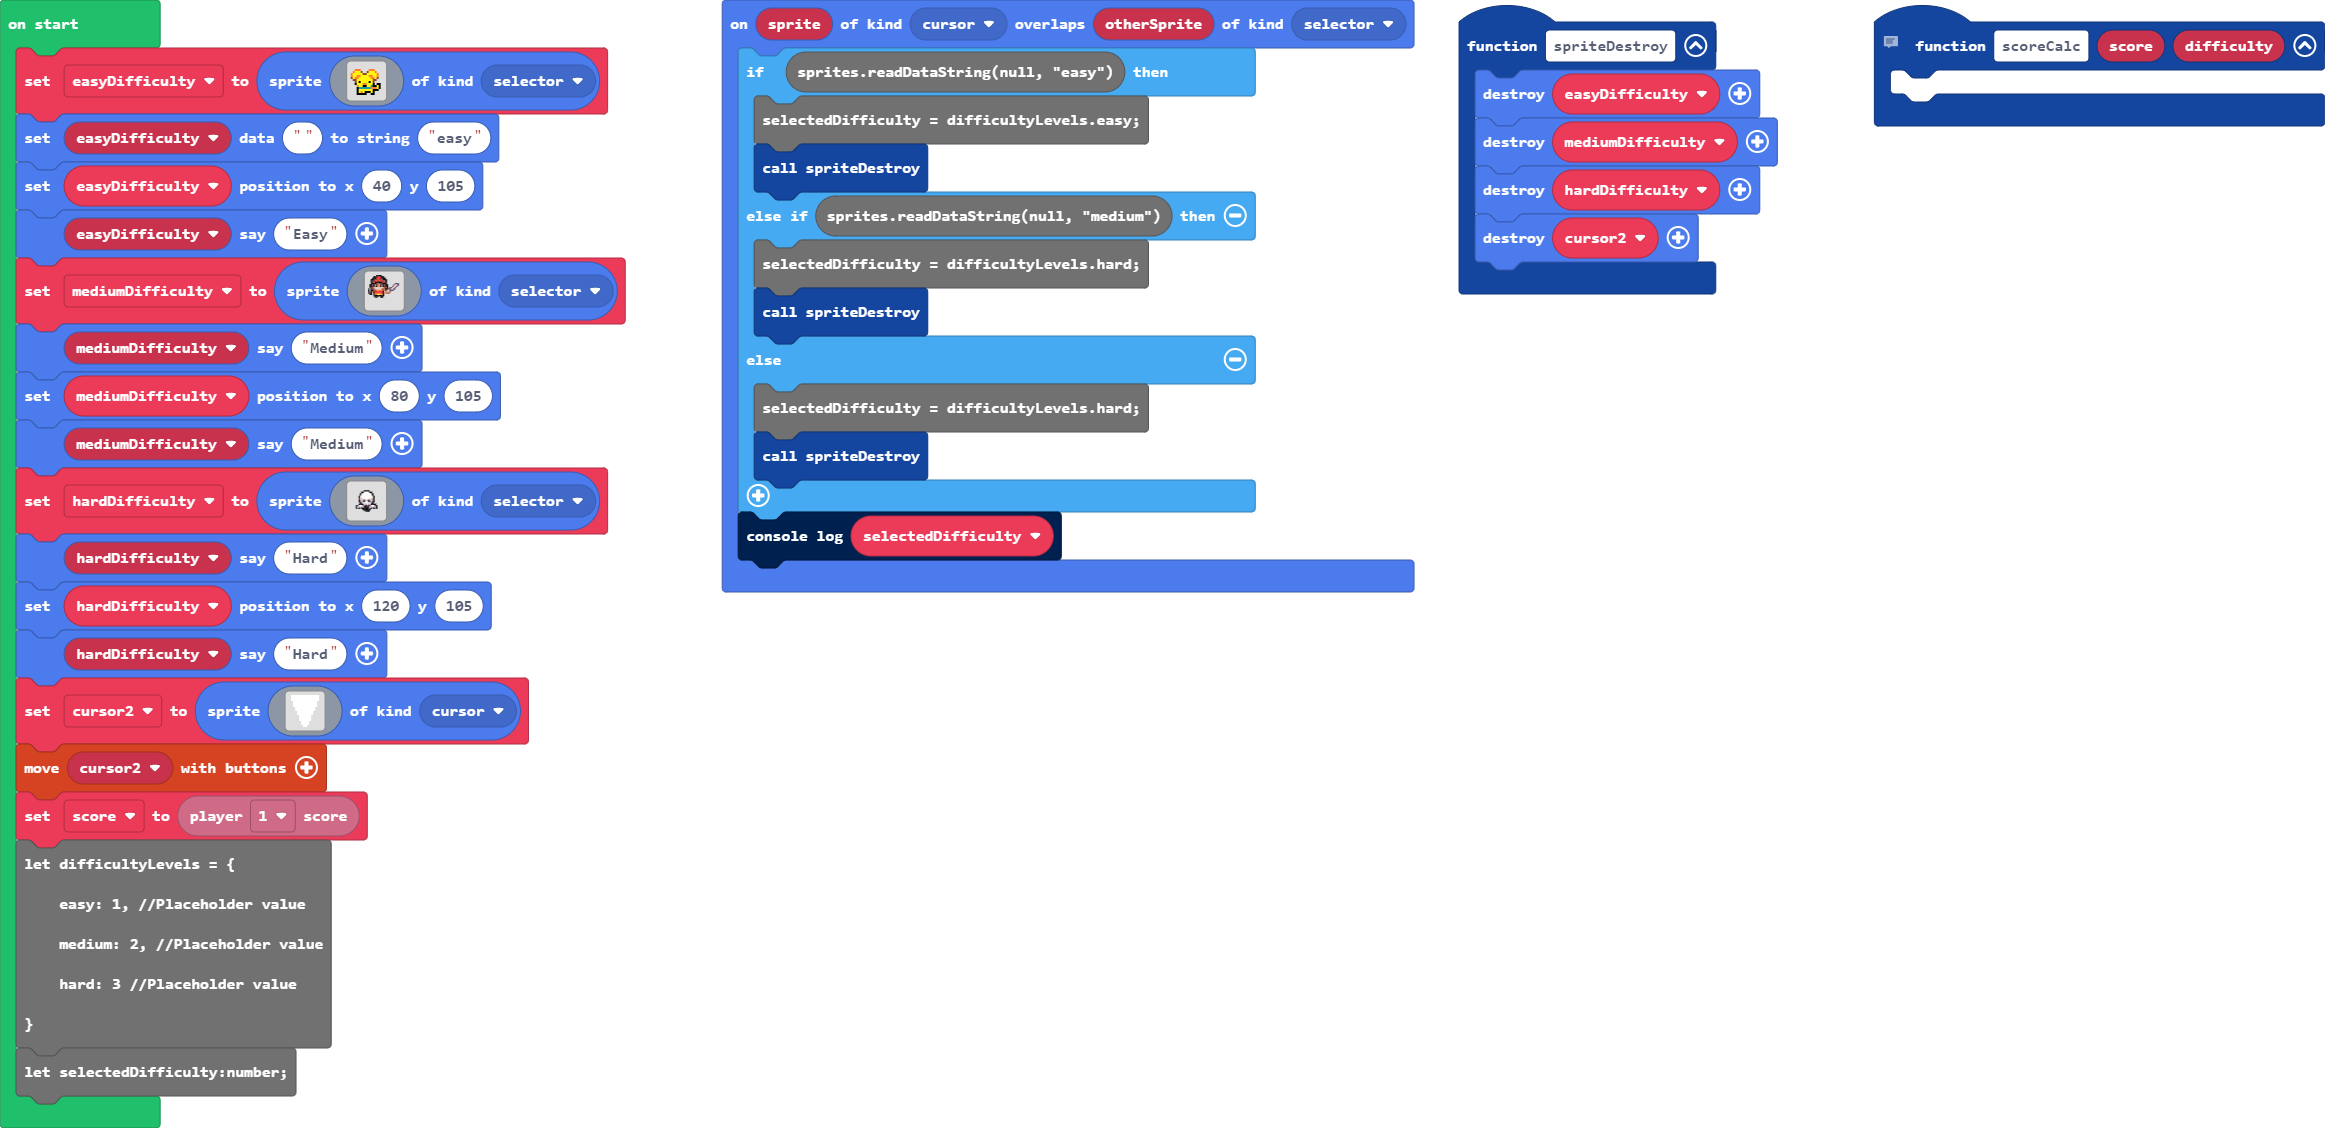 on start
set easyDifficulty to sprite of kind selector
set easyDifficulty data "" to string "easy"
set easyDifficulty position to x 40 y 105
easyDifficulty say "Easy"
set mediumDifficulty to sprite of kind selector
mediumDifficulty say "Medium"
set mediumDifficulty position to x 80 y 105
mediumDifficulty say "Medium"
set hardDifficulty to sprite of kind selector
hardDifficulty say "Hard"
set hardDifficulty position to x 120 y 105
hardDifficulty say "Hard"
set cursor2 to sprite of kind cursor
move cursor2 with buttons
set score to player 1 score
let difficultyLevels = {
easy: 1, //Placeholder value
medium: 2, //Placeholder value
hard: 3 //Placeholder value
}
let selectedDifficulty:number;
on sprite of kind cursor overlaps otherSprite of kind selector
if sprites.readDataString(null, "easy") then
selectedDifficulty = difficultyLevels.easy;
call spriteDestroy
else if sprites.readDataString(null, "medium") then
selectedDifficulty = difficultyLevels.hard;
call spriteDestroy
else
selectedDifficulty = difficultyLevels.hard;
call spriteDestroy
console log selectedDifficulty
function spriteDestroy
destroy easyDifficulty
destroy mediumDifficulty
destroy hardDifficulty
destroy cursor2
function scoreCalc score difficulty